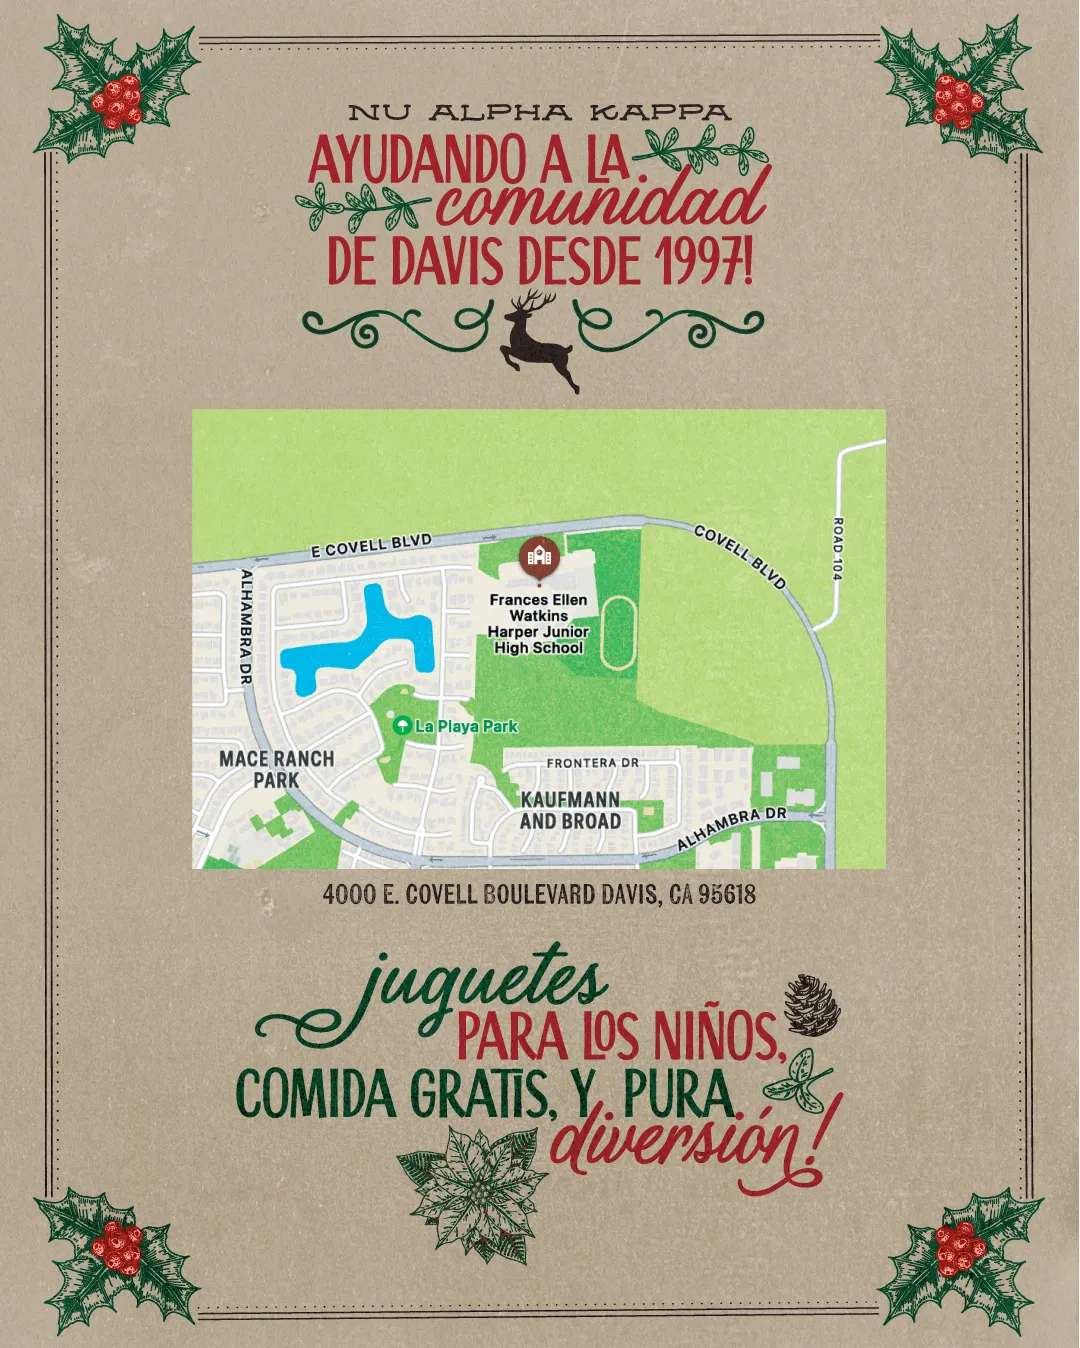 NU ALPHA KAPPA
AYUDANDO A LA
comunidad
DE DAVIS DESDE 1997!
E COVELL BLVD
COVELL BLVD
ROAD 104
ALHAMBRA DR
Frances Ellen
Watkins
Harper Junior
High School
La Playa Park
MACE RANCH
PARK
FRONTERA DR
KAUFMANN
AND BROAD
ALHAMBRA DR
4000 E. COVELL BOULEVARD DAVIS, CA 95618
juguetes
PARA LOS NIÑOS,
COMIDA GRATIS, Y PURA
diversión!